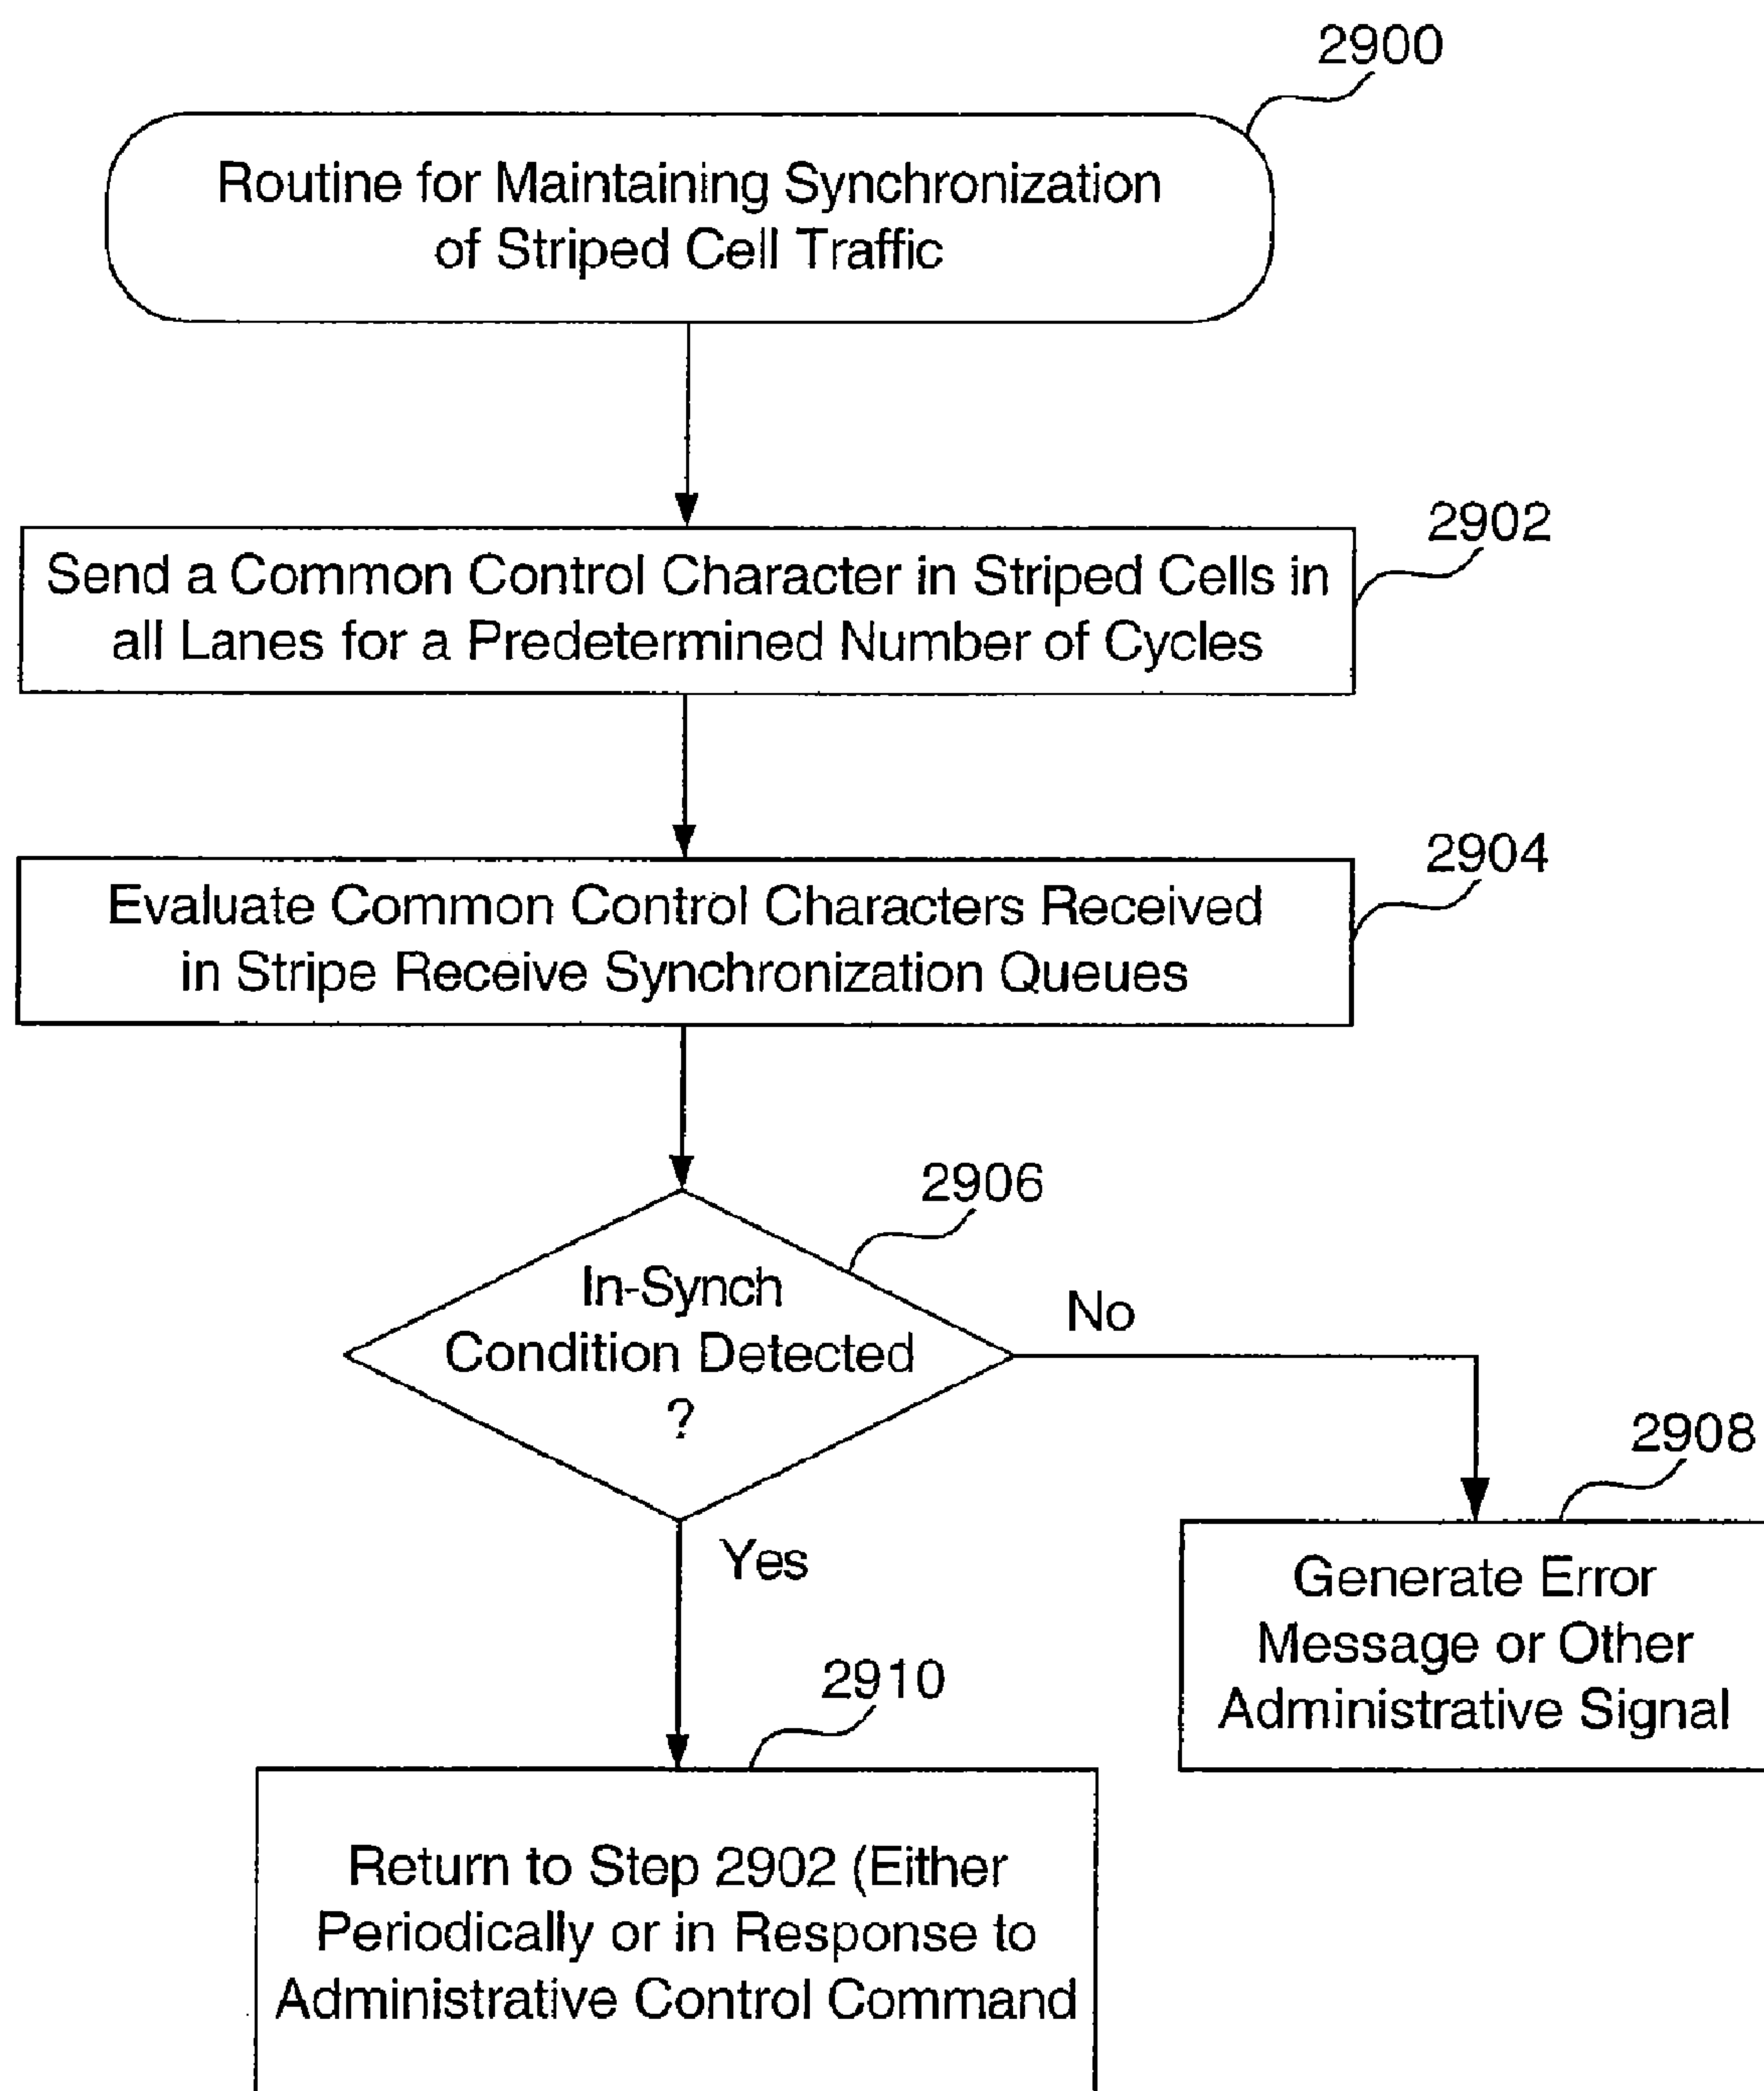 2900
Routine for Maintaining Synchronization
of Striped Cell Traffic
2902
Send a Common Control Character in Striped Cells in
all Lanes for a Predetermined Number of Cycles
2904
Evaluate Common Control Characters Received
in Stripe Receive Synchronization Queues
2906
In-Synch
Condition Detected
?
No
Yes
2908
Generate Error
Message or Other
Administrative Signal
2910
Return to Step 2902 (Either
Periodically or in Response to
Administrative Control Command